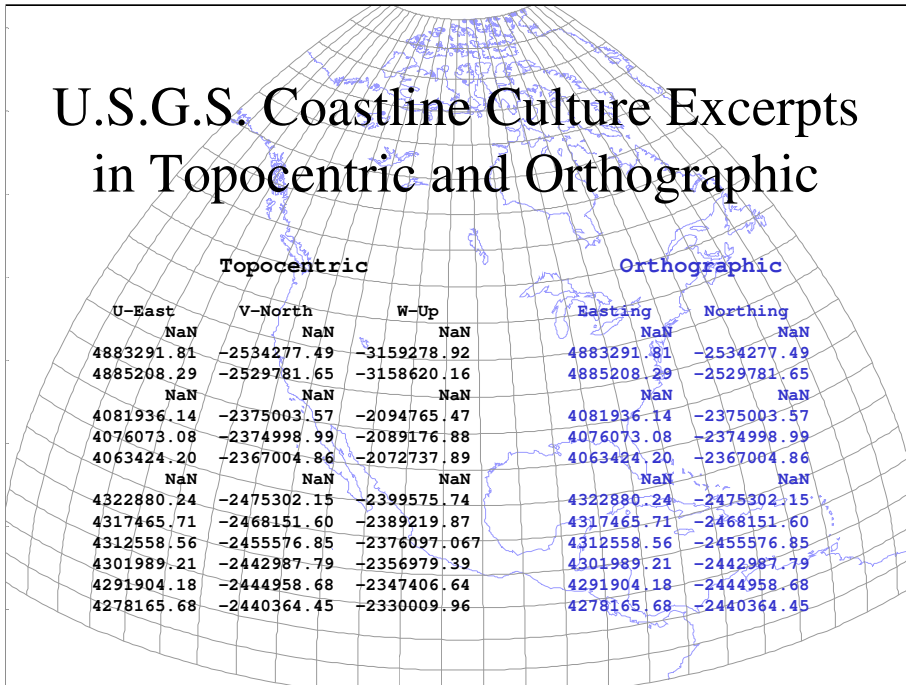 U.S.G.S. Coastline Culture Excerpts
in Topocentric and Orthographic
Topocentric Orthographic
U-East V-North W-Up Easting Northing
NaN NaN NaN NaN NaN
4883291.81 -2534277.49 -3159278.92 4883291.81 -2534277.49
4885208.29 -2529781.65 -3158620.16 4885208.29 -2529781.65
NaN NaN NaN NaN NaN
4081936.14 -2375003.57 -2094765.47 4081936.14 -2375003.57
4076073.08 -2374998.99 -2089176.88 4076073.08 -2374998.99
4063424.20 -2367004.86 -2072737.89 4063424.20 -2367004.86
NaN NaN NaN NaN NaN
4322880.24 -2475302.15 -2399575.74 4322880.24 -2475302.15
4317465.71 -2468151.60 -2389219.87 4317465.71 -2468151.60
4312558.56 -2455576.85 -2376097.067 4312558.56 -2455576.85
4301989.21 -2442987.79 -2356979.39 4301989.21 -2442987.79
4291904.18 -2444958.68 -2347406.64 4291904.18 -2444958.68
4278165.68 -2440364.45 -2330009.96 4278165.68 -2440364.45